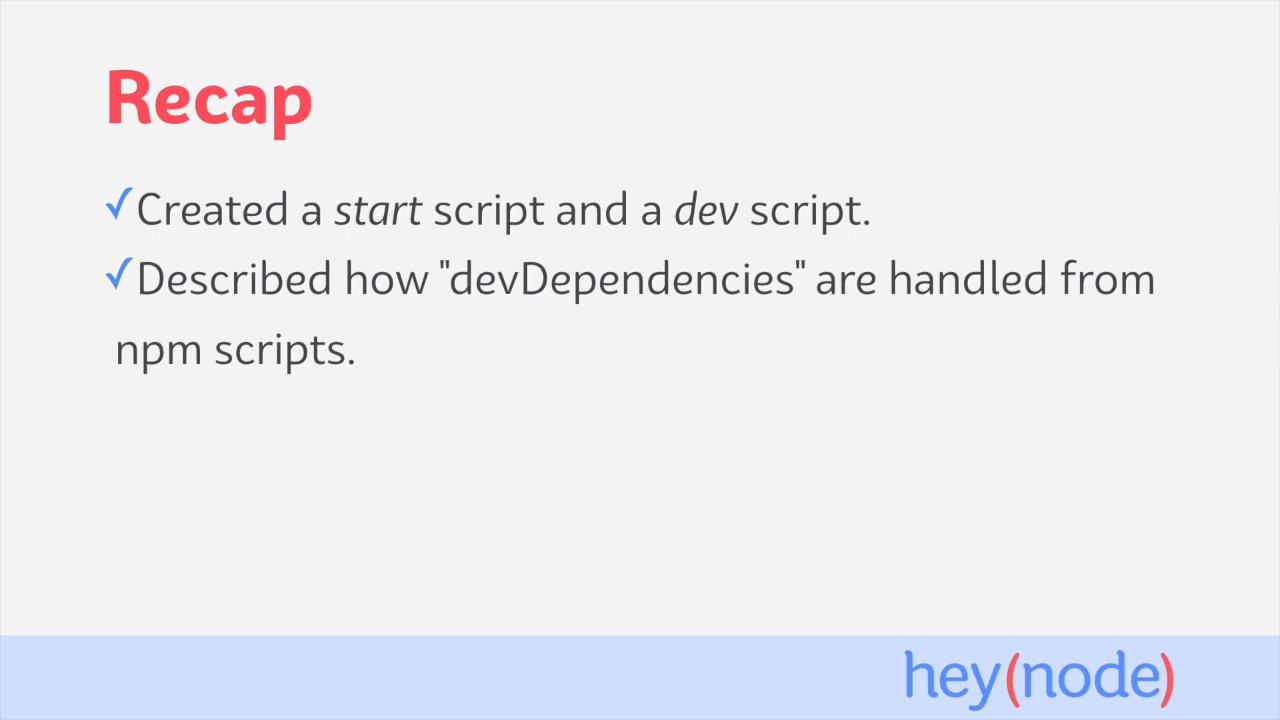 Recap
✓Created a start script and a dev script.
✓Described how "devDependencies" are handled from
npm scripts.
hey(node)